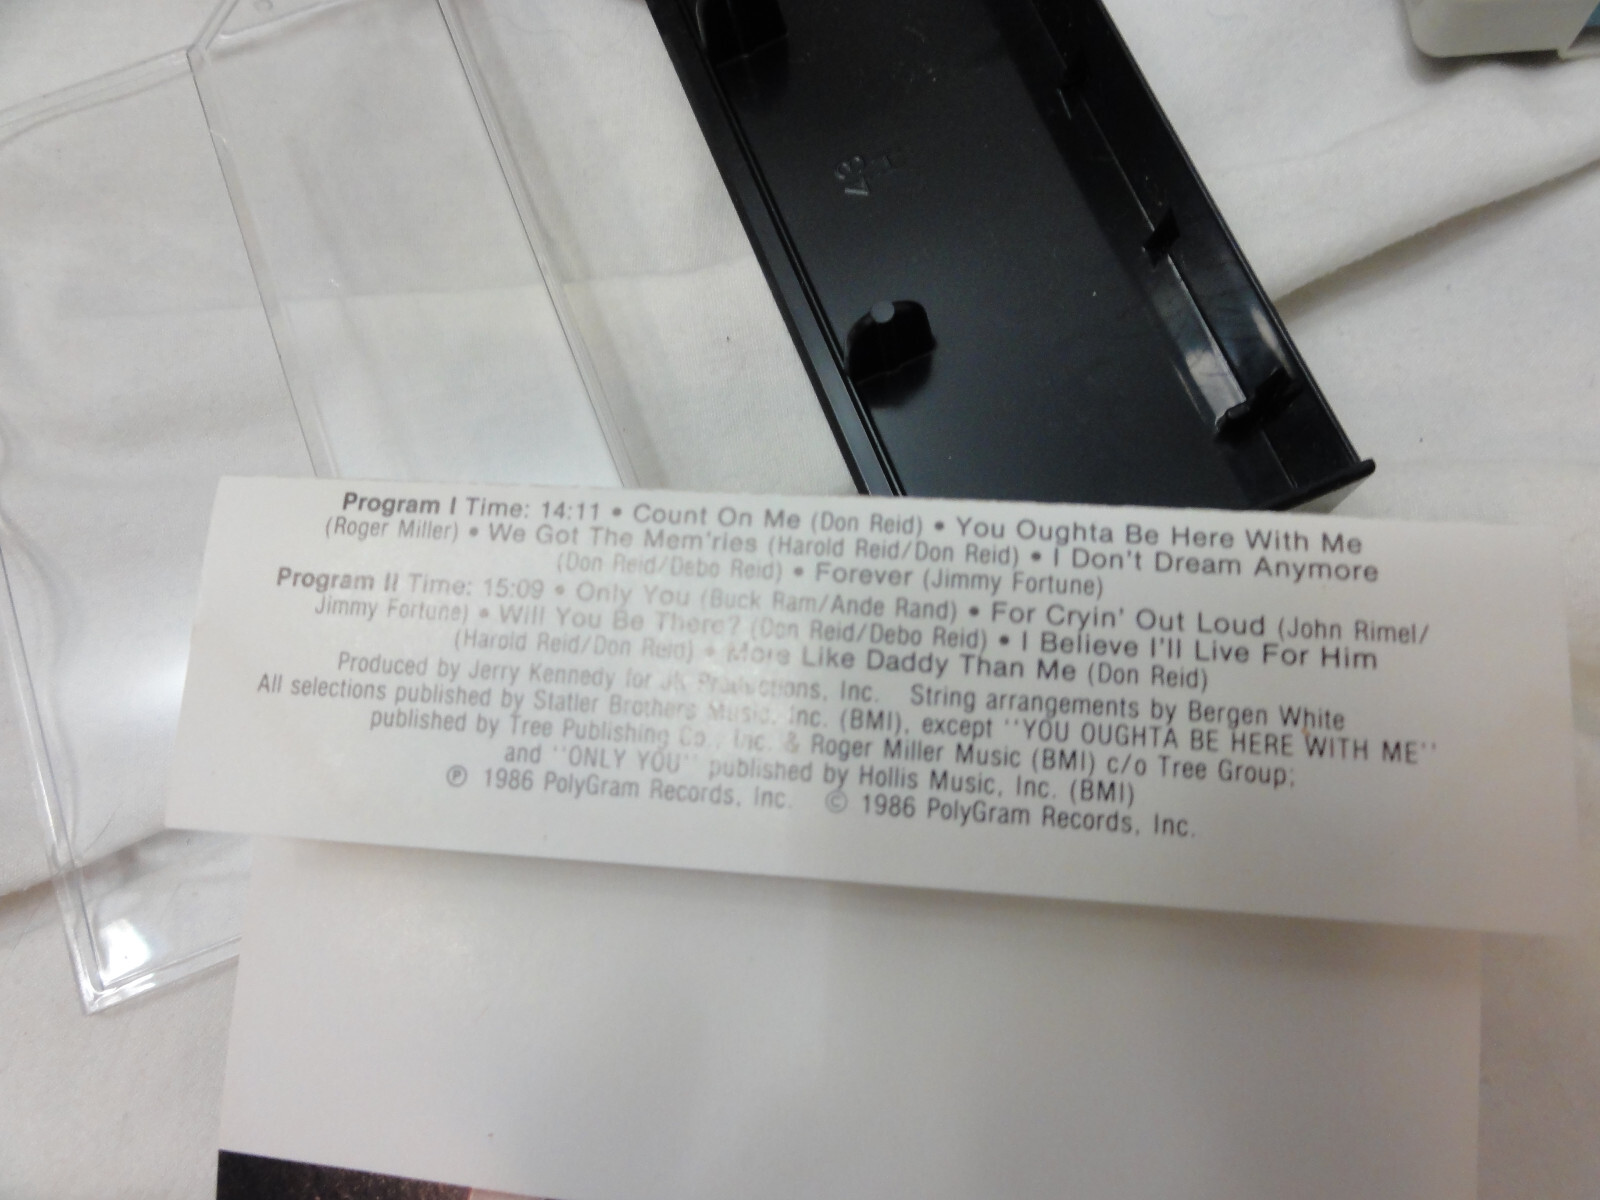 Program I Time: 14:11 • Count On Me (Don Reid) • You Oughta Be Here With Me
(Roger Miller) • We Got The Mem'ries (Harold Reid/Don Reid) • I Don't Dream Anymore
(Don Reid/Debo Reid) • Forever (Jimmy Fortune)
Program II Time: 15:09 • Only You (Buck Ram/Ande Rand) • For Cryin' Out Loud (John Rimel/
Jimmy Fortune) • Will You Be There? (Don Reid/Debo Reid) • I Believe I'll Live For Him
(Harold Reid/Don Reid) • More Like Daddy Than Me (Don Reid)
Produced by Jerry Kennedy for JK Productions, Inc. String arrangements by Bergen White
All selections published by Statler Brothers Music, Inc. (BMI), except "YOU OUGHTA BE HERE WITH ME"
published by Tree Publishing Co., Inc. & Roger Miller Music (BMI) c/o Tree Group;
and "ONLY YOU" published by Hollis Music, Inc. (BMI)
℗ 1986 PolyGram Records, Inc. © 1986 PolyGram Records, Inc.